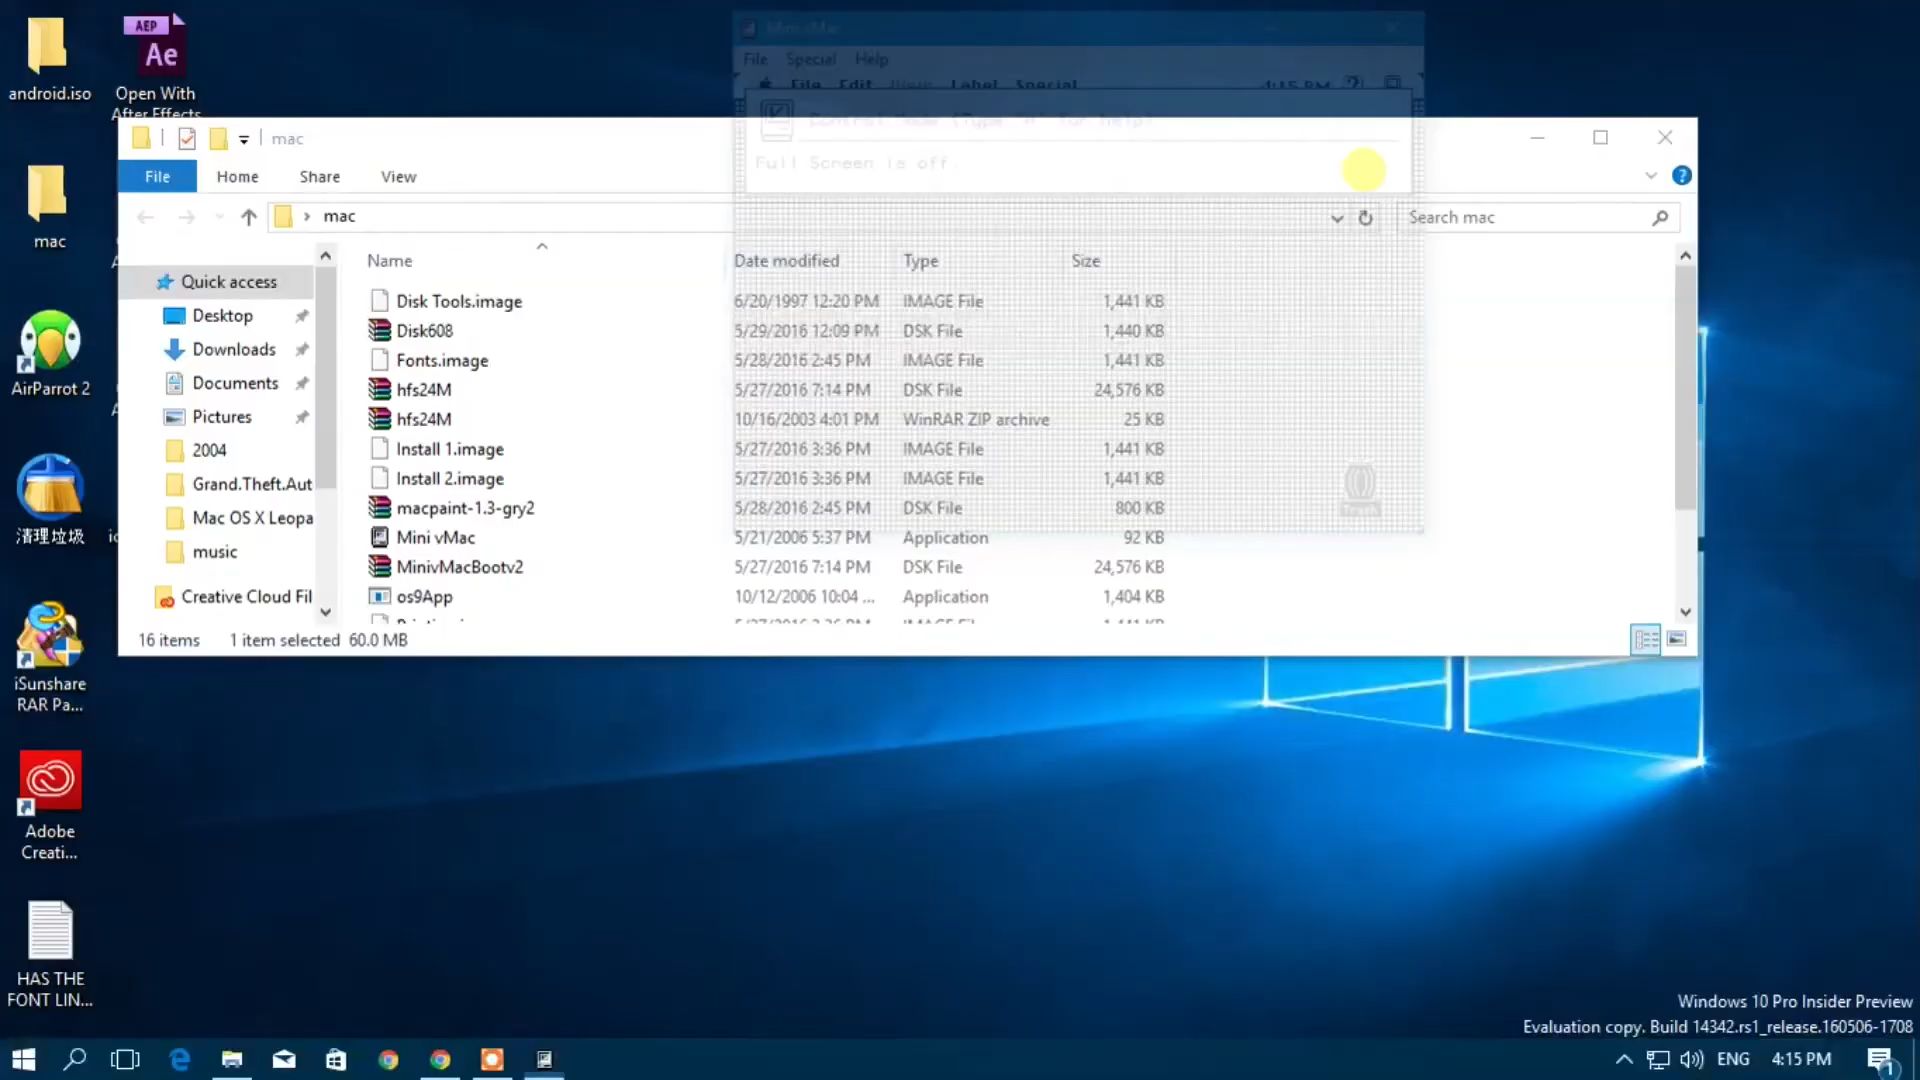 android.iso
AEP
Ae
Open With
After Effects
mac
AirParrot 2
清理垃圾
iSunshare
RAR Pa...
Adobe
Creati...
HAS THE
FONT LIN...
File Special Help
File Edit View Label Special 4:15 PM
Control Mode (Type 'H' for help)
Full Screen is off.
mac
File Home Share View
mac
Search mac
Quick access
Desktop
Downloads
Documents
Pictures
2004
Grand.Theft.Aut
Mac OS X Leopa
music
Creative Cloud Fil
Name Date modified Type Size
Disk Tools.image 6/20/1997 12:20 PM IMAGE File 1,441 KB
Disk608 5/29/2016 12:09 PM DSK File 1,440 KB
Fonts.image 5/28/2016 2:45 PM IMAGE File 1,441 KB
hfs24M 5/27/2016 7:14 PM DSK File 24,576 KB
hfs24M 10/16/2003 4:01 PM WinRAR ZIP archive 25 KB
Install 1.image 5/27/2016 3:36 PM IMAGE File 1,441 KB
Install 2.image 5/27/2016 3:36 PM IMAGE File 1,441 KB
macpaint-1.3-gry2 5/28/2016 2:45 PM DSK File 800 KB
Mini vMac 5/21/2006 5:37 PM Application 92 KB
MinivMacBootv2 5/27/2016 7:14 PM DSK File 24,576 KB
os9App 10/12/2006 10:04 ... Application 1,404 KB
16 items 1 item selected 60.0 MB
Windows 10 Pro Insider Preview
Evaluation copy. Build 14342.rs1_release.160506-1708
ENG 4:15 PM
1